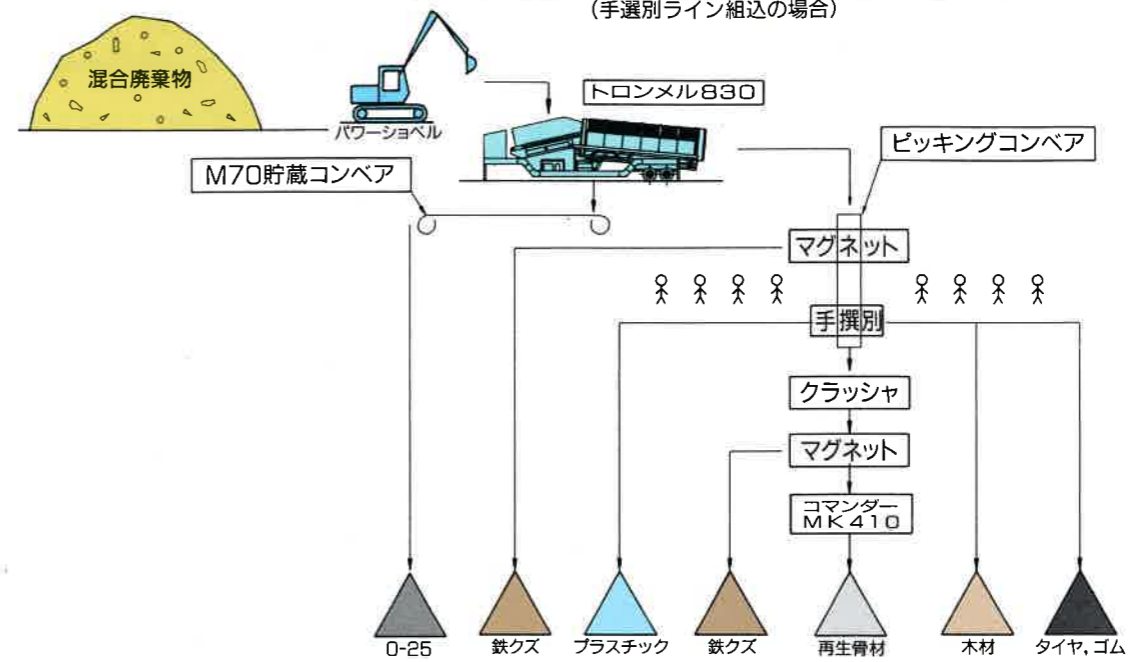 （手選別ライン組込の場合）
混合廃棄物
パワーショベル
トロンメル830
ピッキングコンベア
M70貯蔵コンベア
マグネット
手撰別
クラッシャ
マグネット
コマンダー
MK410
0-25
鉄クズ
プラスチック
鉄クズ
再生骨材
木材
タイヤ，ゴム